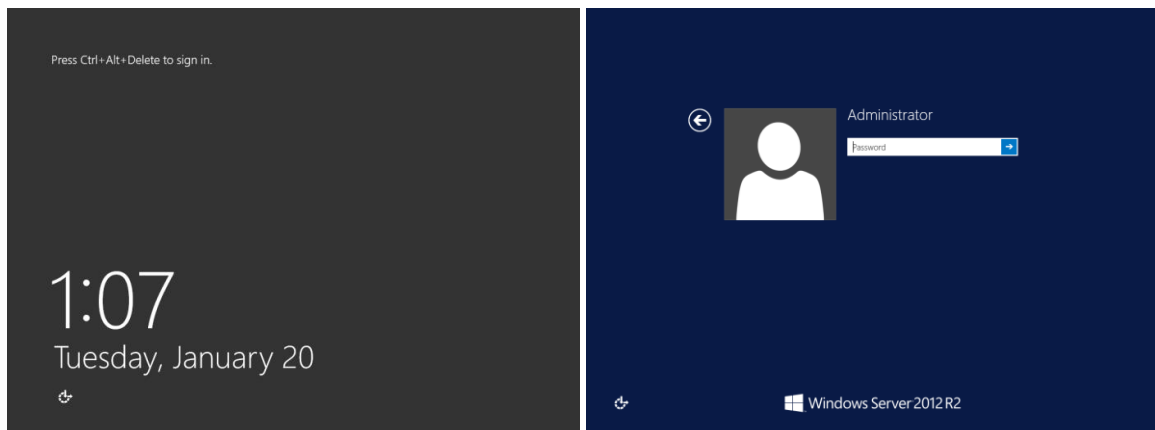 Press Ctrl+Alt+Delete to sign in.
1:07
Tuesday, January 20
Administrator
Password
Windows Server 2012 R2